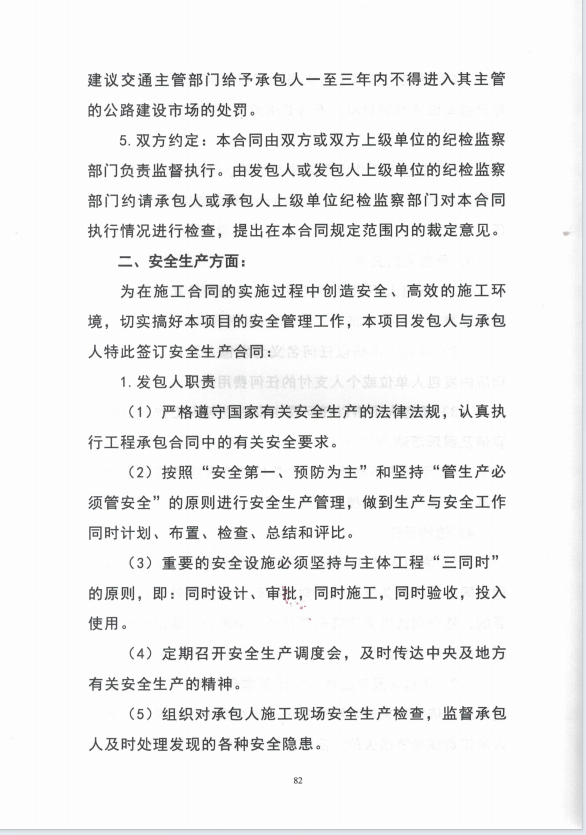 建议交通主管部门给予承包人一至三年内不得进入其主管
的公路建设市场的处罚。
5. 双方约定：本合同由双方或双方上级单位的纪检监察
部门负责监督执行。由发包人或发包人上级单位的纪检监察
部门约请承包人或承包人上级单位纪检监察部门对本合同
执行情况进行检查，提出在本合同规定范围内的裁定意见。
二、安全生产方面：
为在施工合同的实施过程中创造安全、高效的施工环
境，切实搞好本项目的安全管理工作，本项目发包人与承包
人特此签订安全生产合同：
1. 发包人职责
（1）严格遵守国家有关安全生产的法律法规，认真执
行工程承包合同中的有关安全要求。
（2）按照“安全第一、预防为主”和坚持“管生产必
须管安全”的原则进行安全生产管理，做到生产与安全工作
同时计划、布置、检查、总结和评比。
（3）重要的安全设施必须坚持与主体工程“三同时”
的原则，即：同时设计、审批，同时施工，同时验收，投入
使用。
（4）定期召开安全生产调度会，及时传达中央及地方
有关安全生产的精神。
（5）组织对承包人施工现场安全生产检查，监督承包
人及时处理发现的各种安全隐患。
82